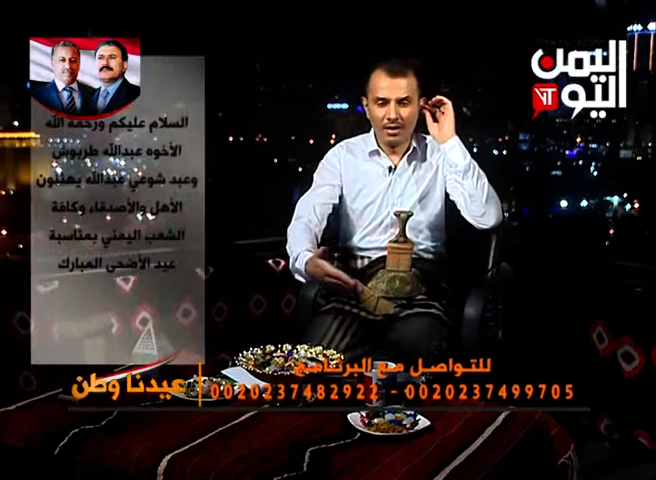 اليمن
اليوم
السلام عليكم ورحمة الله
الأخوه عبدالله طربوش
وعبد شوعي عبدالله يهنئون
الأهل والأصدقاء وكافة
الشعب اليمني بمناسبة
عيد الأضحى المبارك
للتواصل مع البرنامج
عيدنا وطن
0020237482922 - 0020237499705